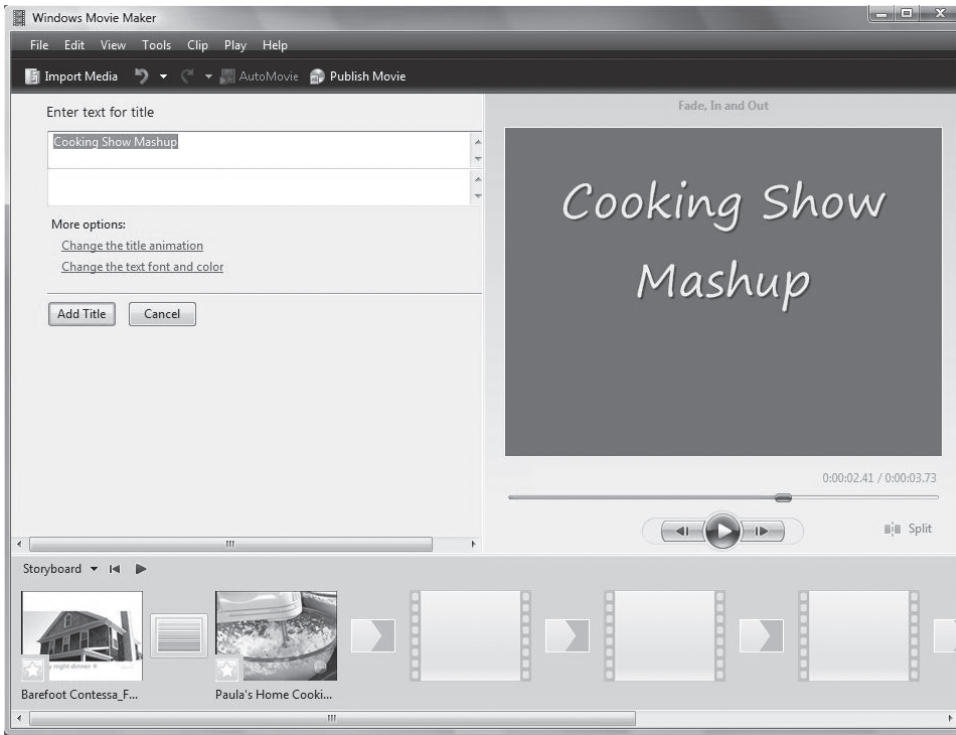 Windows Movie Maker
File Edit View Tools Clip Play Help
Import Media AutoMovie Publish Movie
Enter text for title
Cooking Show Mashup
More options:
Change the title animation
Change the text font and color
Add Title Cancel
Fade, In and Out
Cooking Show
Mashup
0:00:02.41 / 0:00:03.73
Split
Storyboard
y night dinner
Barefoot Contessa_F...
Paula's Home Cooki...